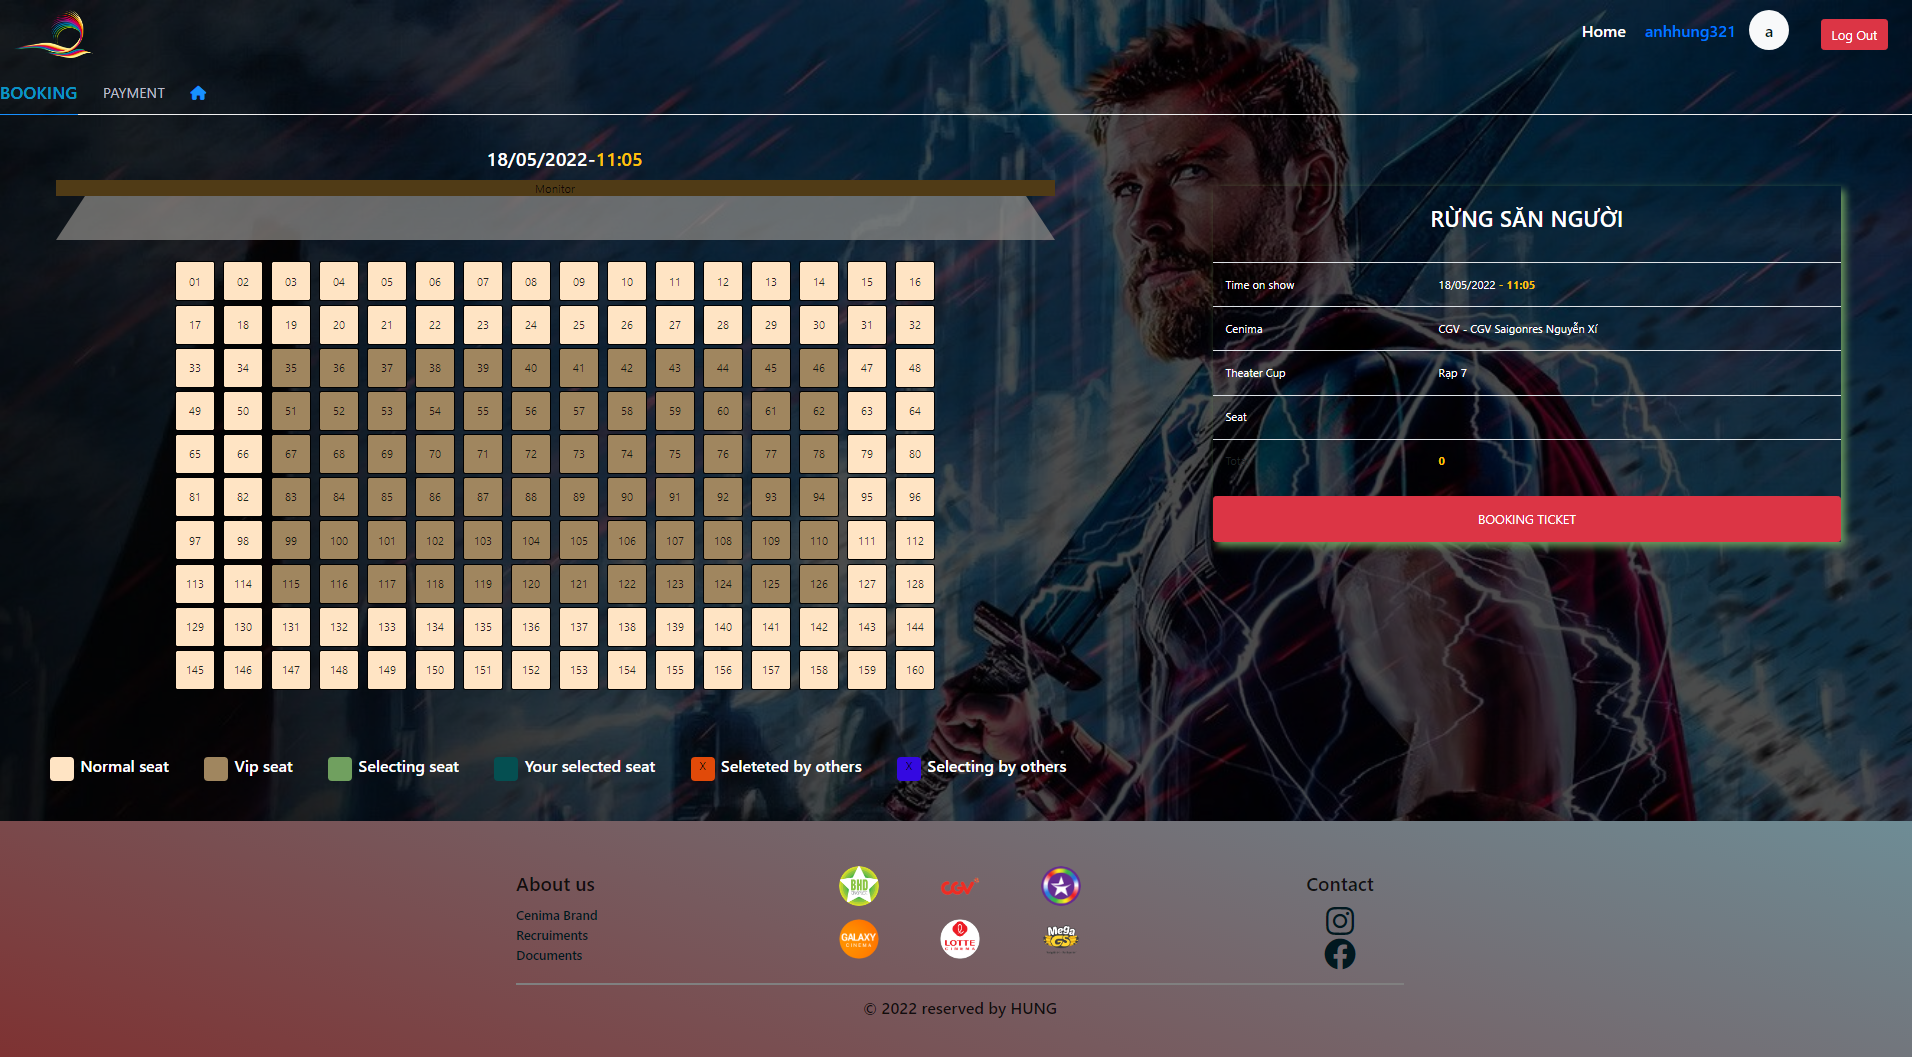 Home anhhung321 a Log Out
BOOKING PAYMENT
18/05/2022-11:05
Monitor
01 02 03 04 05 06 07 08 09 10 11 12 13 14 15 16
17 18 19 20 21 22 23 24 25 26 27 28 29 30 31 32
33 34 35 36 37 38 39 40 41 42 43 44 45 46 47 48
49 50 51 52 53 54 55 56 57 58 59 60 61 62 63 64
65 66 67 68 69 70 71 72 73 74 75 76 77 78 79 80
81 82 83 84 85 86 87 88 89 90 91 92 93 94 95 96
97 98 99 100 101 102 103 104 105 106 107 108 109 110 111 112
113 114 115 116 117 118 119 120 121 122 123 124 125 126 127 128
129 130 131 132 133 134 135 136 137 138 139 140 141 142 143 144
145 146 147 148 149 150 151 152 153 154 155 156 157 158 159 160
Normal seat Vip seat Selecting seat Your selected seat X Seleteted by others X Selecting by others
RỪNG SĂN NGƯỜI
Time on show 18/05/2022 - 11:05
Cenima CGV - CGV Saigonres Nguyễn Xí
Theater Cup Rạp 7
Seat
0
BOOKING TICKET
About us
Cenima Brand
Recruiments
Documents
BHD
CGV
GALAXY
CINEMA
LOTTE
CINEMA
Mega
GS
Contact
© 2022 reserved by HUNG